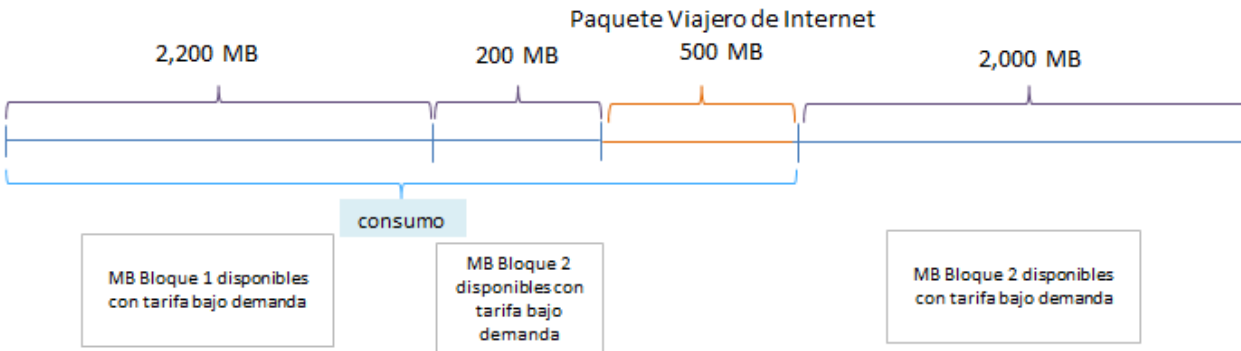 Paquete Viajero de Internet
2,200 MB
200 MB
500 MB
2,000 MB
consumo
MB Bloque 1 disponibles
con tarifa bajo demanda
MB Bloque 2
disponibles con
tarifa bajo
demanda
MB Bloque 2 disponibles
con tarifa bajo demanda